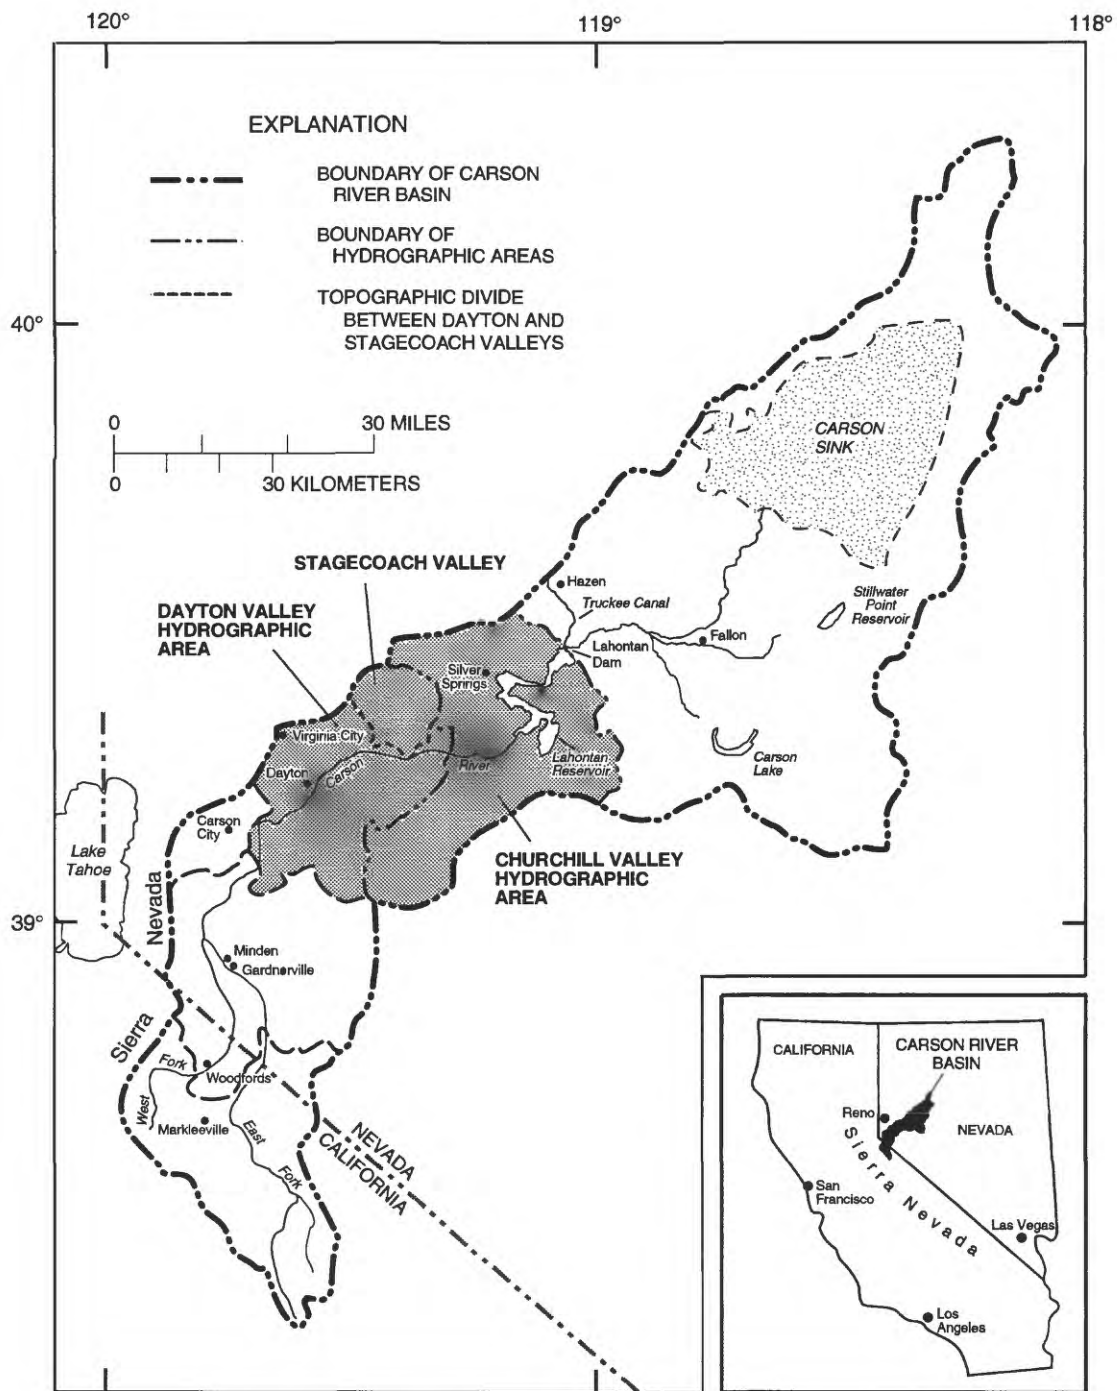 120°
119°
118°
EXPLANATION
BOUNDARY OF CARSON
RIVER BASIN
BOUNDARY OF
HYDROGRAPHIC AREAS
TOPOGRAPHIC DIVIDE
BETWEEN DAYTON AND
STAGECOACH VALLEYS
40°
0
30 MILES
0
30 KILOMETERS
CARSON
SINK
STAGECOACH VALLEY
DAYTON VALLEY
HYDROGRAPHIC
AREA
Hazen
Truckee Canal
Stillwater
Point
Reservoir
Fallon
Lahontan
Dam
Silver
Springs
Virginia City
Dayton
Carson
River
Lahontan
Reservoir
Carson
Lake
Carson
City
Lake
Tahoe
CHURCHILL VALLEY
HYDROGRAPHIC
AREA
39°
Nevada
Minden
Gardnerville
Sierra
Fork
West
Woodfords
Markleeville
East
Fork
NEVADA
CALIFORNIA
CALIFORNIA
CARSON RIVER
BASIN
Reno
NEVADA
Sierra Nevada
San
Francisco
Las Vegas
Los
Angeles